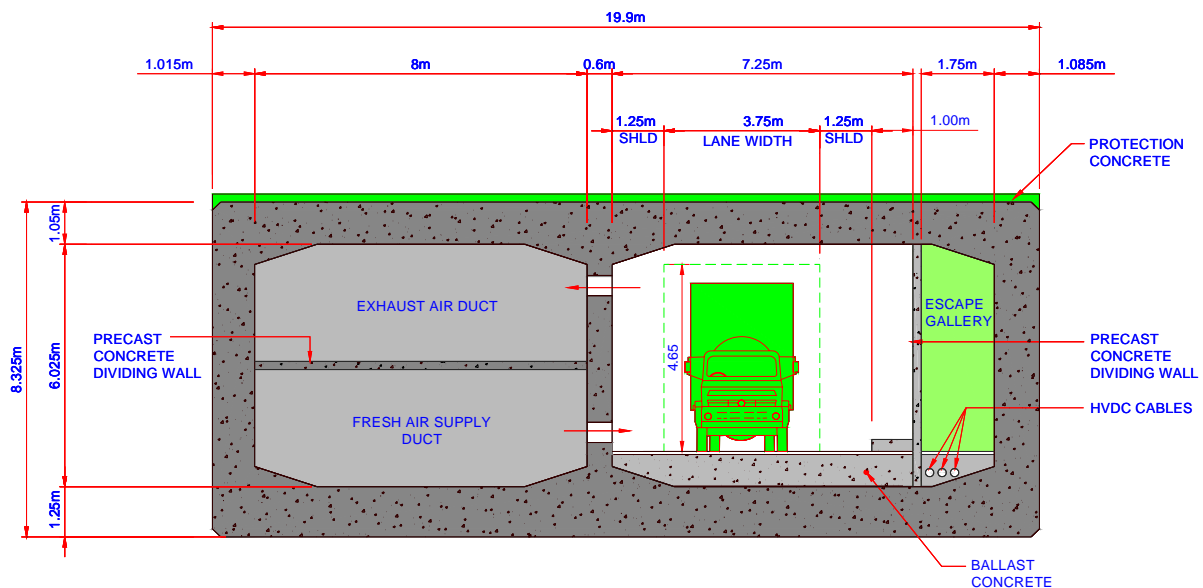 19.9m
1.015m
8m
0.6m
7.25m
1.75m
1.085m
1.25m
3.75m
1.25m
1.00m
SHLD
LANE WIDTH
SHLD
PROTECTION
CONCRETE
1.05m
EXHAUST AIR DUCT
ESCAPE
GALLERY
PRECAST
CONCRETE
DIVIDING WALL
4.65
PRECAST
CONCRETE
DIVIDING WALL
8.325m
6.025m
HVDC CABLES
FRESH AIR SUPPLY
DUCT
1.25m
BALLAST
CONCRETE